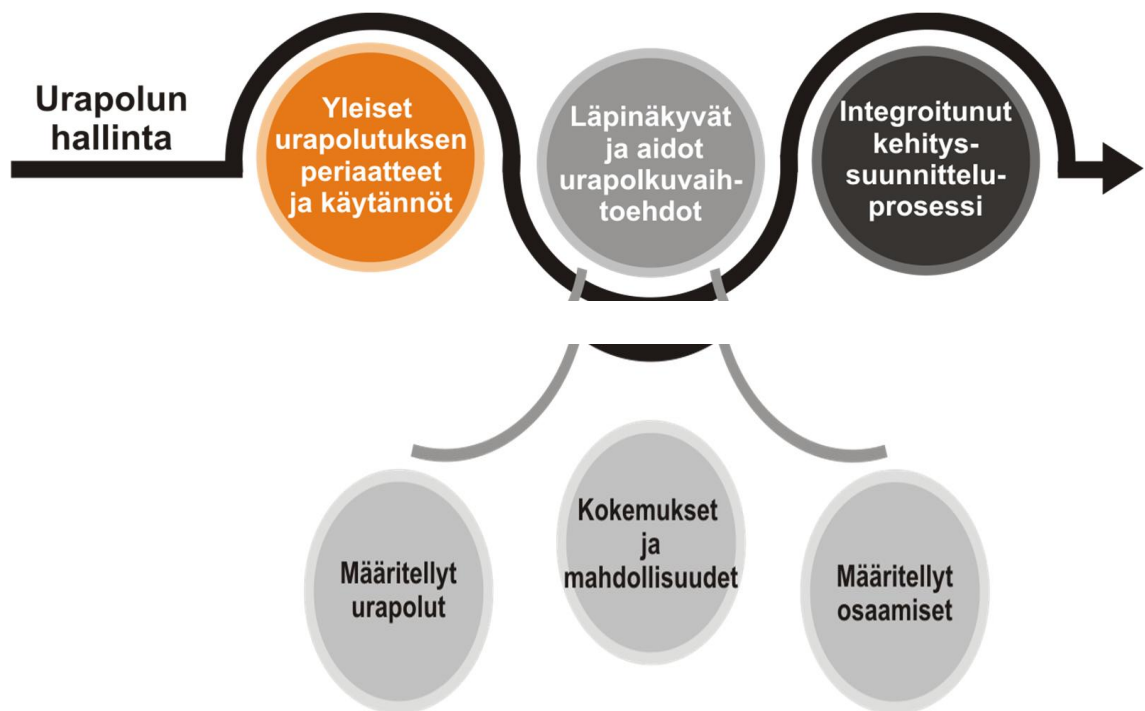 Urapolun
hallinta
Yleiset
urapolutuksen
periaatteet
ja käytännöt
Läpinäkyvät
ja aidot
urapolkuvaih-
toehdot
Integroitunut
kehitys-
suunnittelu-
prosessi
Määritellyt
urapolut
Kokemukset
ja
mahdollisuudet
Määritellyt
osaamiset